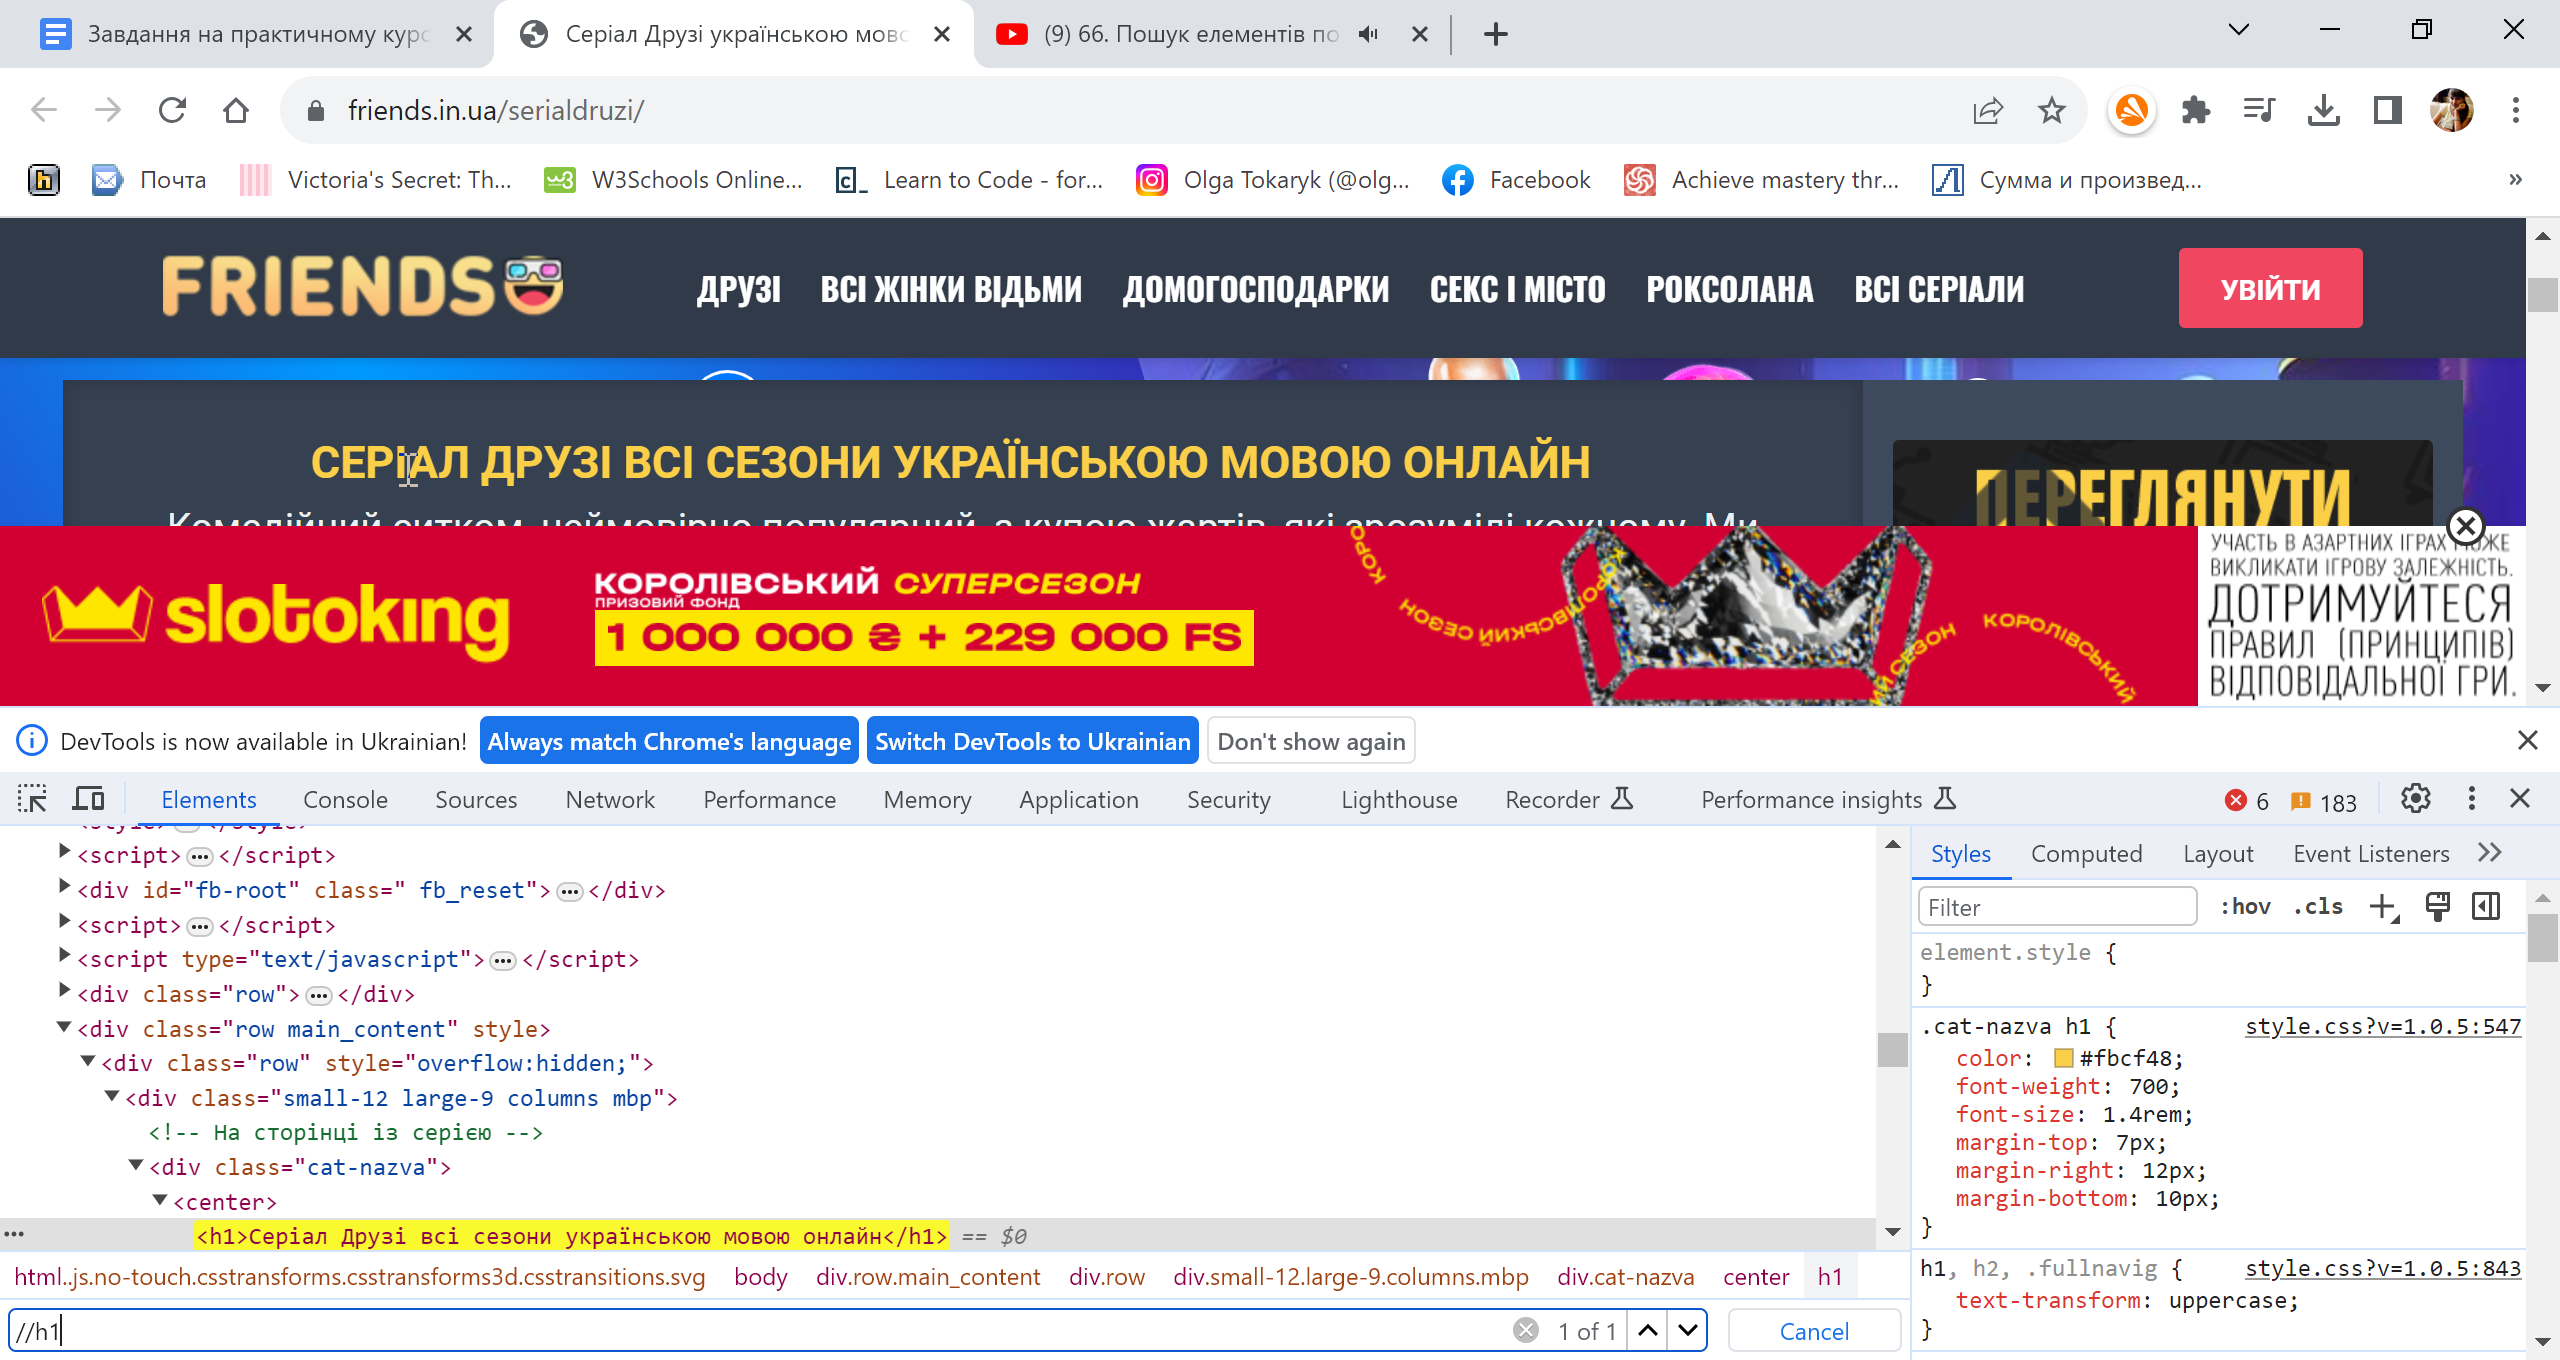 Завдання на практичному курс
Серіал Друзі українською мово
(9) 66. Пошук елементів по
friends.in.ua/serialdruzi/
Почта
Victoria's Secret: Th...
W3Schools Online...
Learn to Code - for...
Olga Tokaryk (@olg...
Facebook
Achieve mastery thr...
Сумма и произвед...
FRIENDS
ДРУЗІ
ВСІ ЖІНКИ ВІДЬМИ
ДОМОГОСПОДАРКИ
СЕКС І МІСТО
РОКСОЛАНА
ВСІ СЕРІАЛИ
УВІЙТИ
СЕРІАЛ ДРУЗІ ВСІ СЕЗОНИ УКРАЇНСЬКОЮ МОВОЮ ОНЛАЙН
Комедійний ситком, неймовірно популярний, з купою жартів, які зрозумілі кожному. Ми
ПЕРЕГЛЯНУТИ
slotoking
КОРОЛІВСЬКИЙ СУПЕРСЕЗОН
ПРИЗОВИЙ ФОНД
1 000 000 ₴ + 229 000 FS
КОРО
КОРОЛІВСЬКИЙ СЕЗОН
ИЙ СЕЗОН
КОРОЛІВСЬКИЙ
УЧАСТЬ В АЗАРТНИХ ІГРАХ МОЖЕ
ВИКЛИКАТИ ІГРОВУ ЗАЛЕЖНІСТЬ.
ДОТРИМУЙТЕСЯ
ПРАВИЛ (ПРИНЦИПІВ)
ВІДПОВІДАЛЬНОЇ ГРИ.
DevTools is now available in Ukrainian!
Always match Chrome's language
Switch DevTools to Ukrainian
Don't show again
Elements
Console
Sources
Network
Performance
Memory
Application
Security
Lighthouse
Recorder
Performance insights
6
183
<style>…</style>
<script>…</script>
<div id="fb-root" class=" fb_reset">…</div>
<script>…</script>
<script type="text/javascript">…</script>
<div class="row">…</div>
<div class="row main_content" style>
<div class="row" style="overflow:hidden;">
<div class="small-12 large-9 columns mbp">
<!-- На сторінці із серією -->
<div class="cat-nazva">
<center>
<h1>Серіал Друзі всі сезони українською мовою онлайн</h1> == $0
html..js.no-touch.csstransforms.csstransforms3d.csstransitions.svg
body
div.row.main_content
div.row
div.small-12.large-9.columns.mbp
div.cat-nazva
center
h1
//h1
1 of 1
Cancel
Styles
Computed
Layout
Event Listeners
Filter
:hov
.cls
element.style {
}
.cat-nazva h1 {
style.css?v=1.0.5:547
color: #fbcf48;
font-weight: 700;
font-size: 1.4rem;
margin-top: 7px;
margin-right: 12px;
margin-bottom: 10px;
}
h1, h2, .fullnavig {
style.css?v=1.0.5:843
text-transform: uppercase;
}